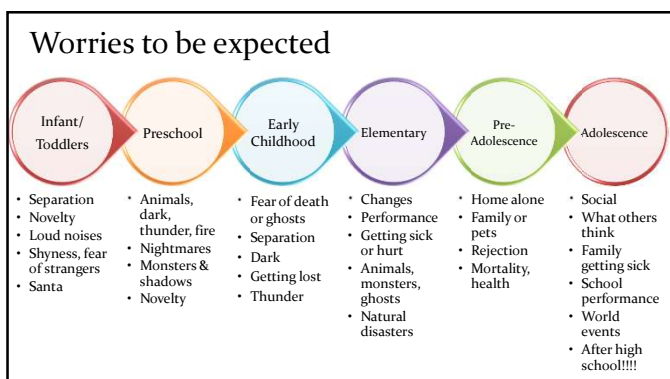 Worries to be expected
Infant/
Toddlers
• Separation
• Novelty
• Loud noises
• Shyness, fear
of strangers
• Santa
Preschool
• Animals,
dark,
thunder, fire
• Nightmares
• Monsters &
shadows
• Novelty
Early
Childhood
• Fear of death
or ghosts
• Separation
• Dark
• Getting lost
• Thunder
Elementary
• Changes
• Performance
• Getting sick
or hurt
• Animals,
monsters,
ghosts
• Natural
disasters
Pre-
Adolescence
• Home alone
• Family or
pets
• Rejection
• Mortality,
health
Adolescence
• Social
• What others
think
• Family
getting sick
• School
performance
• World
events
• After high
school!!!!